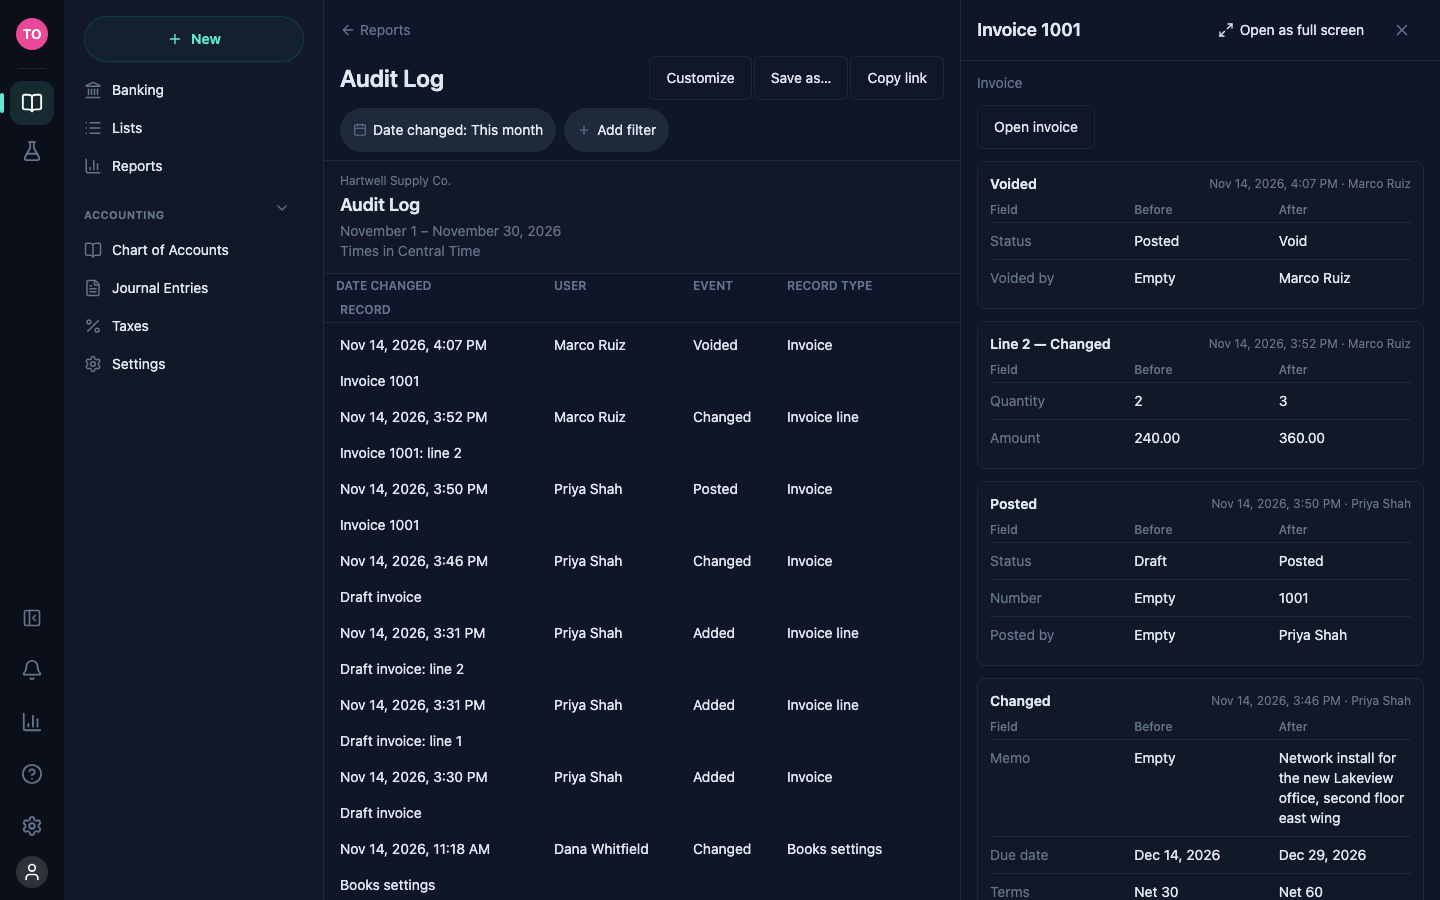 TO
New
Banking
Lists
Reports
ACCOUNTING
Chart of Accounts
Journal Entries
Taxes
Settings
Reports
Audit Log
Customize
Save as...
Copy link
Date changed: This month
Add filter
Hartwell Supply Co.
Audit Log
November 1 – November 30, 2026
Times in Central Time
DATE CHANGED USER EVENT RECORD TYPE
RECORD
Nov 14, 2026, 4:07 PM Marco Ruiz Voided Invoice
Invoice 1001
Nov 14, 2026, 3:52 PM Marco Ruiz Changed Invoice line
Invoice 1001: line 2
Nov 14, 2026, 3:50 PM Priya Shah Posted Invoice
Invoice 1001
Nov 14, 2026, 3:46 PM Priya Shah Changed Invoice
Draft invoice
Nov 14, 2026, 3:31 PM Priya Shah Added Invoice line
Draft invoice: line 2
Nov 14, 2026, 3:31 PM Priya Shah Added Invoice line
Draft invoice: line 1
Nov 14, 2026, 3:30 PM Priya Shah Added Invoice
Draft invoice
Nov 14, 2026, 11:18 AM Dana Whitfield Changed Books settings
Books settings
Invoice 1001
Open as full screen
Invoice
Open invoice
Voided Nov 14, 2026, 4:07 PM · Marco Ruiz
Field Before After
Status Posted Void
Voided by Empty Marco Ruiz
Line 2 — Changed Nov 14, 2026, 3:52 PM · Marco Ruiz
Field Before After
Quantity 2 3
Amount 240.00 360.00
Posted Nov 14, 2026, 3:50 PM · Priya Shah
Field Before After
Status Draft Posted
Number Empty 1001
Posted by Empty Priya Shah
Changed Nov 14, 2026, 3:46 PM · Priya Shah
Field Before After
Memo Empty Network install for
the new Lakeview
office, second floor
east wing
Due date Dec 14, 2026 Dec 29, 2026
Terms Net 30 Net 60